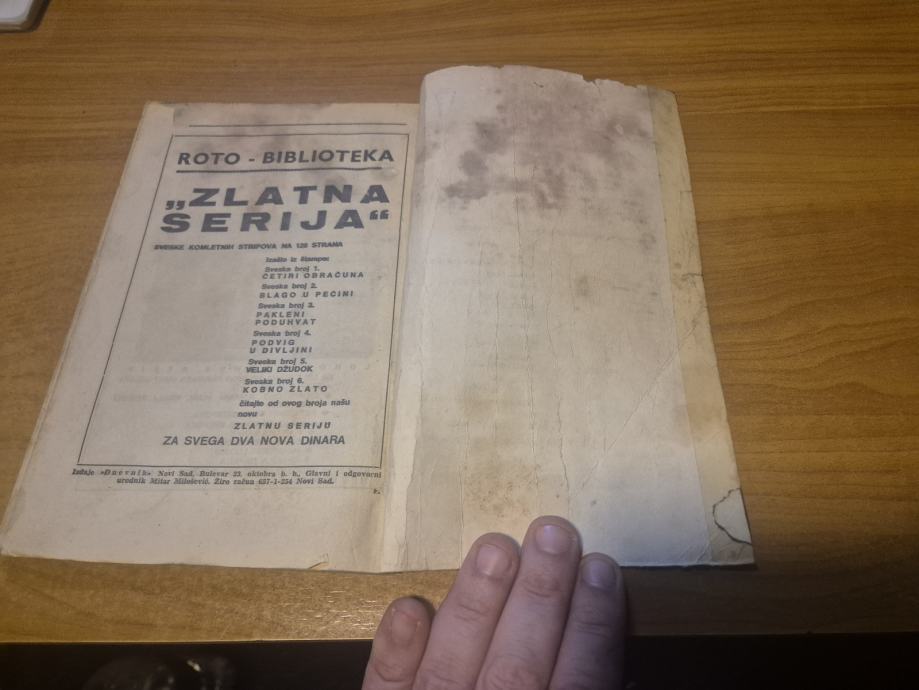 ROTO - BIBLIOTEKA
„ZLATNA
SERIJA“
SVESKE KOMLETNIH STRIPOVA NA 128 STRANA
Izašle iz štampe:
Sveska broj 1.
ČETIRI OBRAČUNA
Sveska broj 2.
BLAGO U PEĆINI
Sveska broj 3.
PAKLENI
PODUHVAT
Sveska broj 4.
PODVIG
U DIVLJINI
Sveska broj 5.
VELIKI DŽUDOK
Sveska broj 6.
KOBNO ZLATO
čitajte od ovog broja našu
novu
ZLATNU SERIJU
ZA SVEGA DVA NOVA DINARA
Izdaje »Dnevnik« Novi Sad, Bulevar 23. oktobra b. b., Glavni i odgovorni
urednik Mitar Milošević. Žiro račun 657-1-254 Novi Sad.